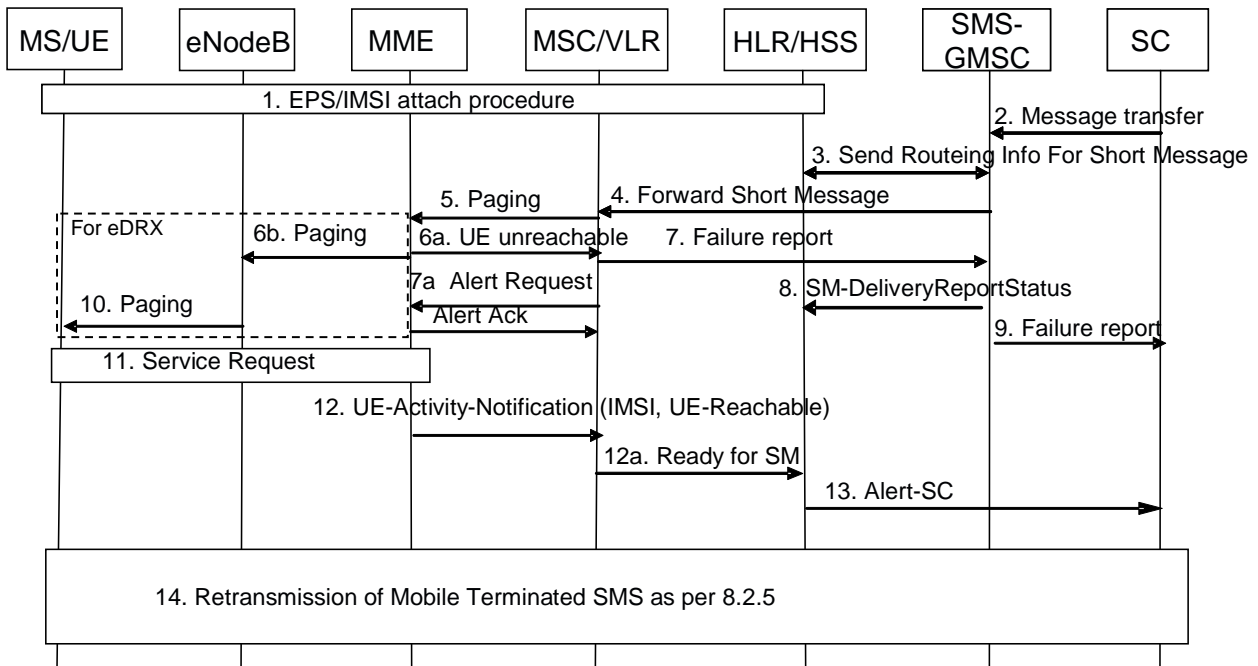 MS/UE
eNodeB
MME
MSC/VLR
HLR/HSS
SMS-
GMSC
SC
1. EPS/IMSI attach procedure
2. Message transfer
3. Send Routeing Info For Short Message
4. Forward Short Message
5. Paging
For eDRX
6b. Paging
6a. UE unreachable
7. Failure report
7a Alert Request
8. SM-DeliveryReportStatus
10. Paging
Alert Ack
9. Failure report
11. Service Request
12. UE-Activity-Notification (IMSI, UE-Reachable)
12a. Ready for SM
13. Alert-SC
14. Retransmission of Mobile Terminated SMS as per 8.2.5